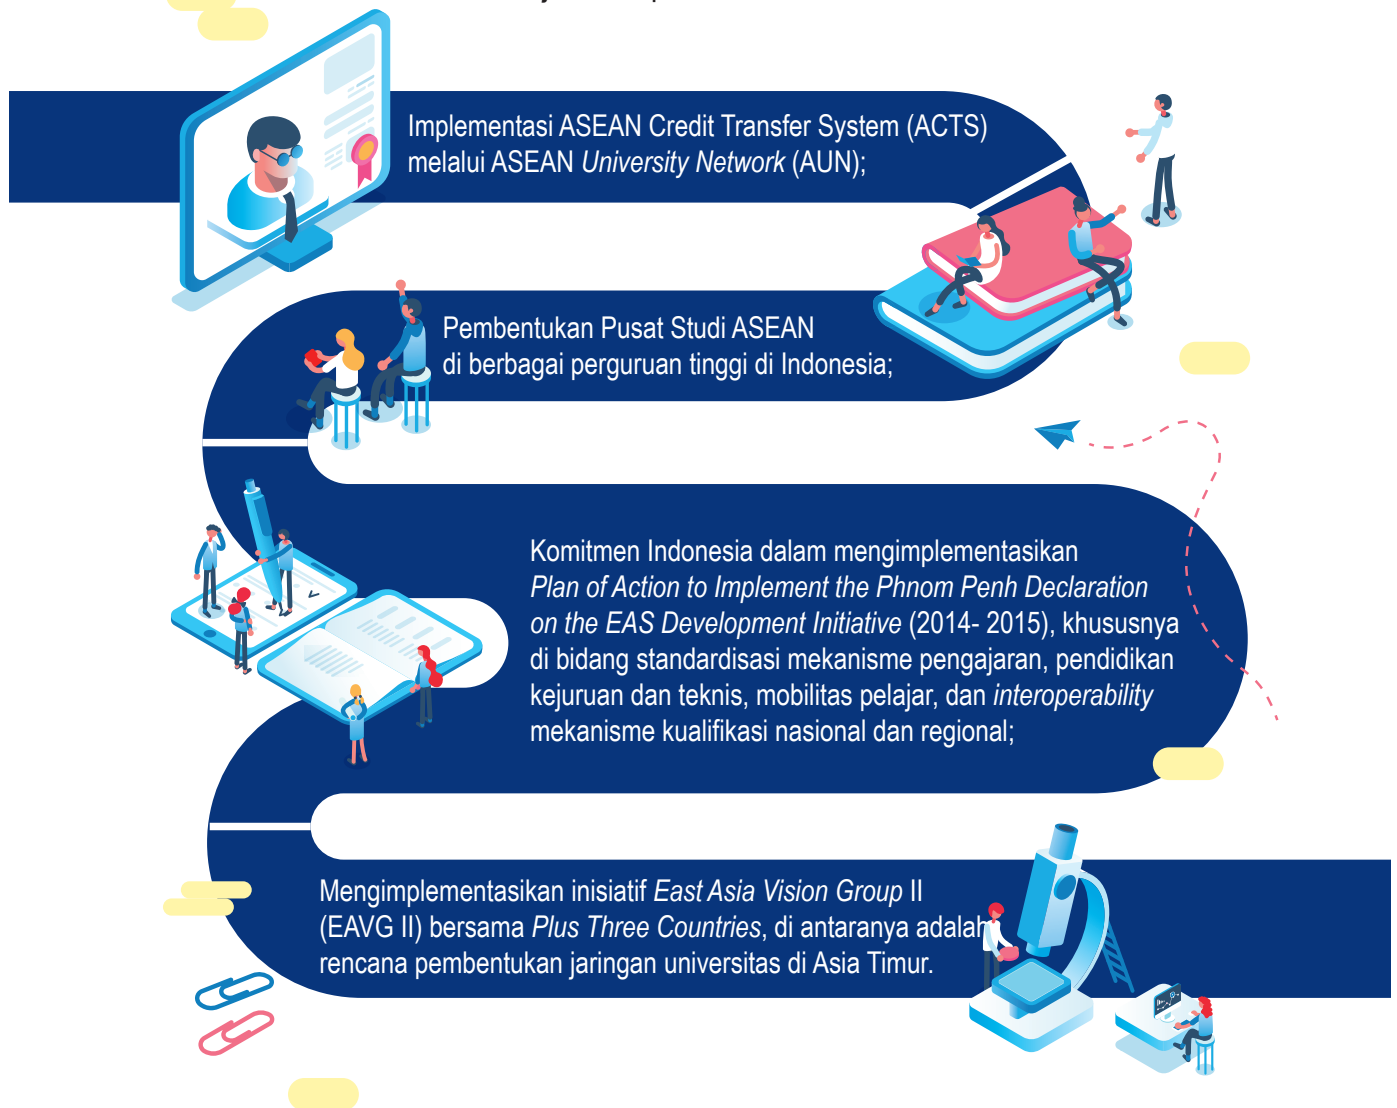 Implementasi ASEAN Credit Transfer System (ACTS)
melalui ASEAN University Network (AUN);
Pembentukan Pusat Studi ASEAN
di berbagai perguruan tinggi di Indonesia;
Komitmen Indonesia dalam mengimplementasikan
Plan of Action to Implement the Phnom Penh Declaration
on the EAS Development Initiative (2014- 2015), khususnya
di bidang standardisasi mekanisme pengajaran, pendidikan
kejuruan dan teknis, mobilitas pelajar, dan interoperability
mekanisme kualifikasi nasional dan regional;
Mengimplementasikan inisiatif East Asia Vision Group II
(EAVG II) bersama Plus Three Countries, di antaranya adalah
rencana pembentukan jaringan universitas di Asia Timur.